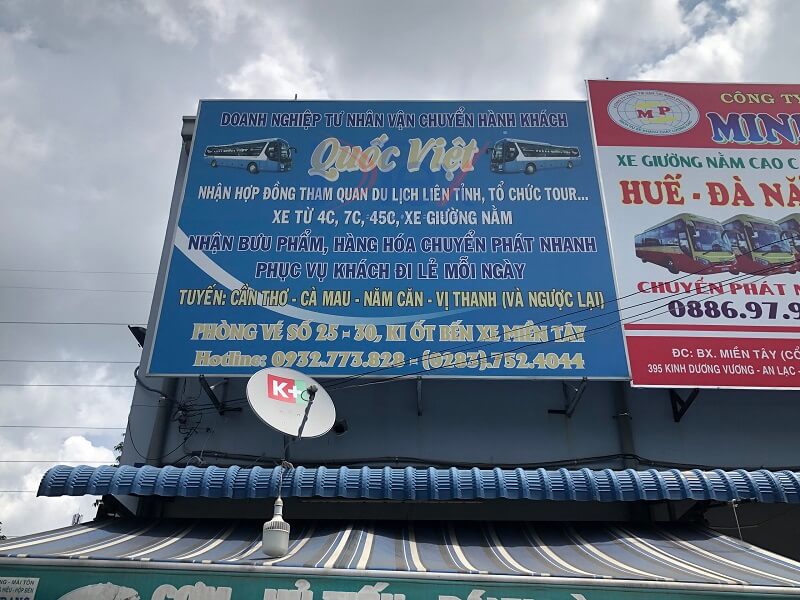 DOANH NGHIỆP TƯ NHÂN VẬN CHUYỂN HÀNH KHÁCH
Quốc Việt
NHẬN HỢP ĐỒNG THAM QUAN DU LỊCH LIÊN TỈNH, TỔ CHỨC TOUR...
XE TỪ 4C, 7C, 45C, XE GIƯỜNG NẰM
NHẬN BƯU PHẨM, HÀNG HÓA CHUYỂN PHÁT NHANH
PHỤC VỤ KHÁCH ĐI LẺ MỖI NGÀY
TUYẾN: CẦN THƠ - CÀ MAU - NĂM CĂN - VỊ THANH (VÀ NGƯỢC LẠI)
PHÒNG VÉ SỐ 25 - 30, KI ỐT BẾN XE MIỀN TÂY
Hotline: 0932.773.828 - (0283).752.4044
CÔNG TY
MP
XE GIƯỜNG NẰM CAO C
HUẾ - ĐÀ NẴ
CHUYỂN PHÁT N
0886.97.9
ĐC: BX. MIỀN TÂY (CỔ
395 KINH DƯƠNG VƯƠNG - AN LẠC -
K+